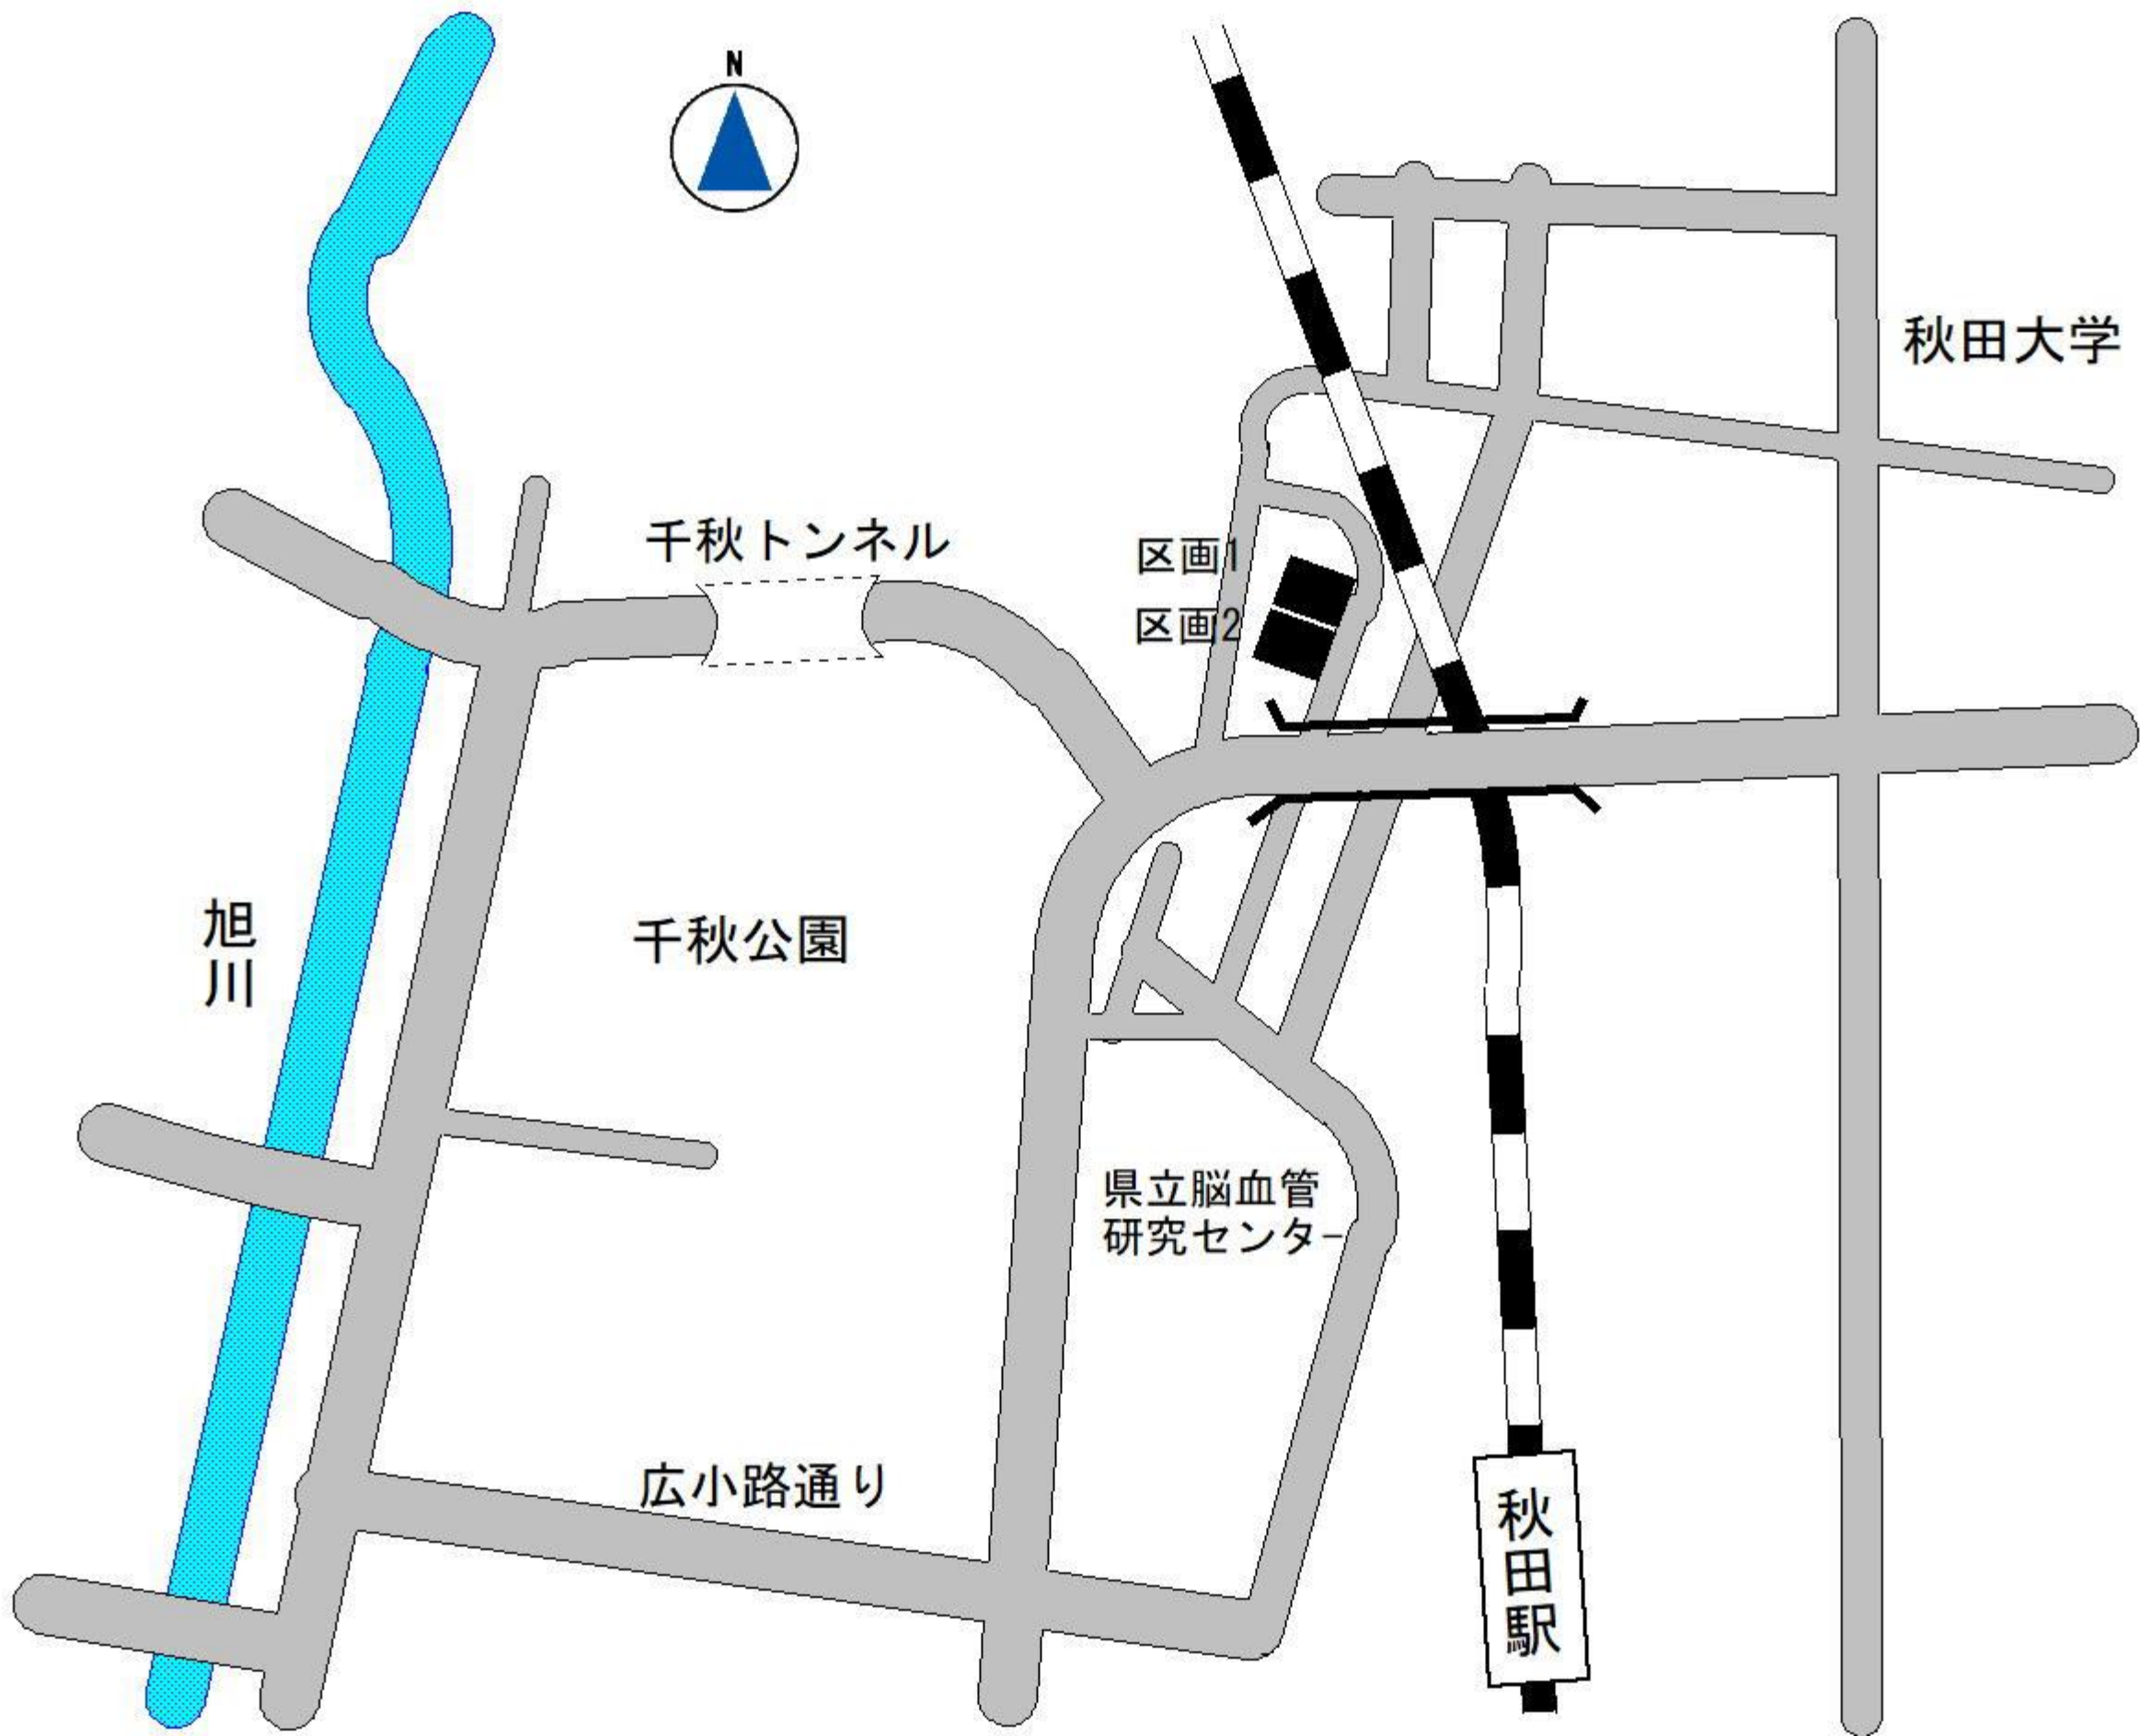 N
秋田大学
千秋トンネル
区画1
区画2
旭川
千秋公園
県立脳血管
研究センター
広小路通り
秋田駅